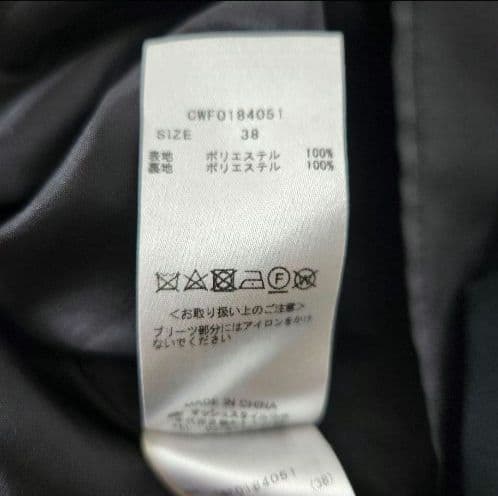 CWF0184051
SIZE 38
表地 ポリエステル 100%
裏地 ポリエステル 100%
F W
<お取り扱い上のご注意>
プリーツ部分にはアイロンをかけ
ないでください
MADE IN CHINA
CWF0184051 (38)